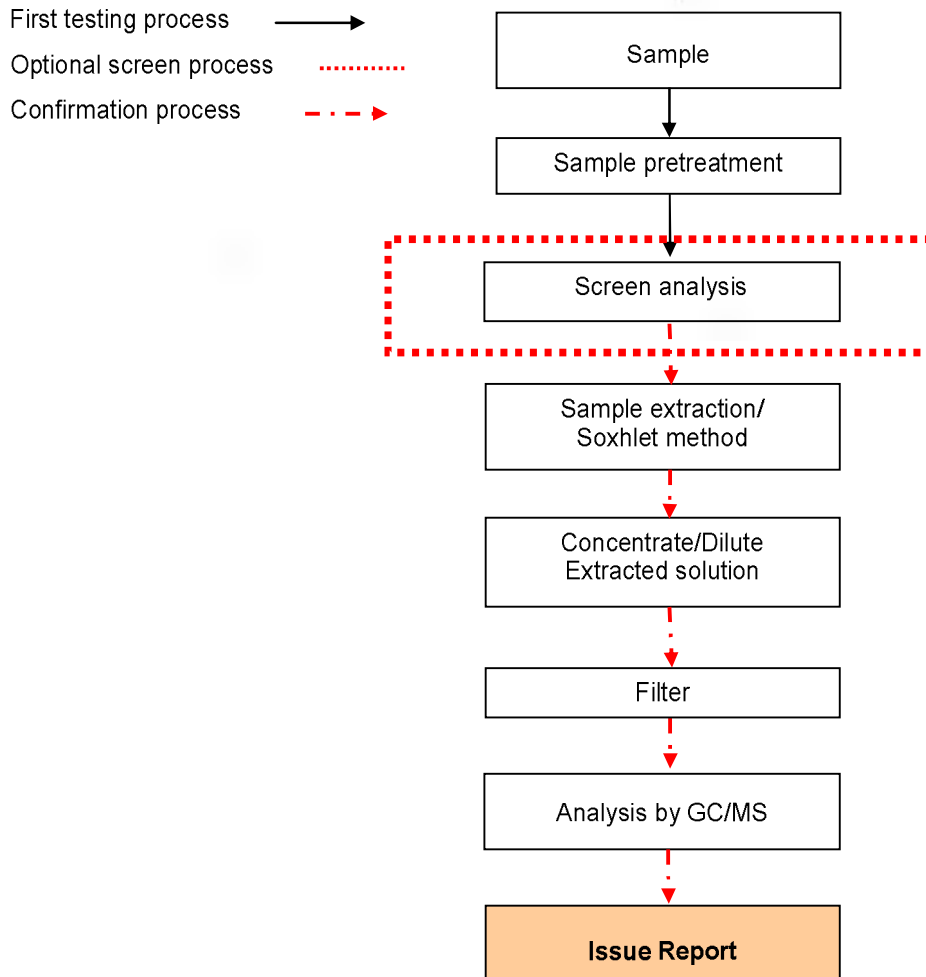 First testing process
Optional screen process
Confirmation process
Sample
Sample pretreatment
Screen analysis
Sample extraction/
Soxhlet method
Concentrate/Dilute
Extracted solution
Filter
Analysis by GC/MS
Issue Report